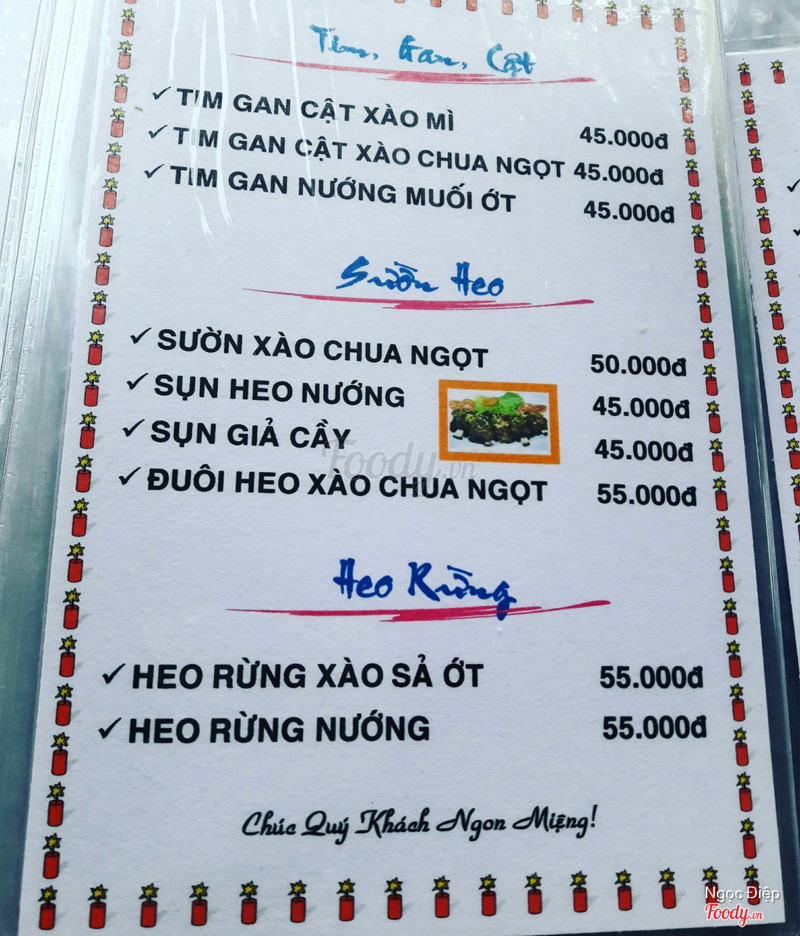 Tim, Gan, Cật
TIM GAN CẬT XÀO MÌ 45.000đ
TIM GAN CẬT XÀO CHUA NGỌT 45.000đ
TIM GAN NƯỚNG MUỐI ỚT 45.000đ
Sườn Heo
SƯỜN XÀO CHUA NGỌT 50.000đ
SỤN HEO NƯỚNG 45.000đ
SỤN GIẢ CẦY 45.000đ
Foody.vn
ĐUÔI HEO XÀO CHUA NGỌT 55.000đ
Heo Rừng
HEO RỪNG XÀO SẢ ỚT 55.000đ
HEO RỪNG NƯỚNG 55.000đ
Chúc Quý Khách Ngon Miệng!
Ngọc Điệp
Foody.vn